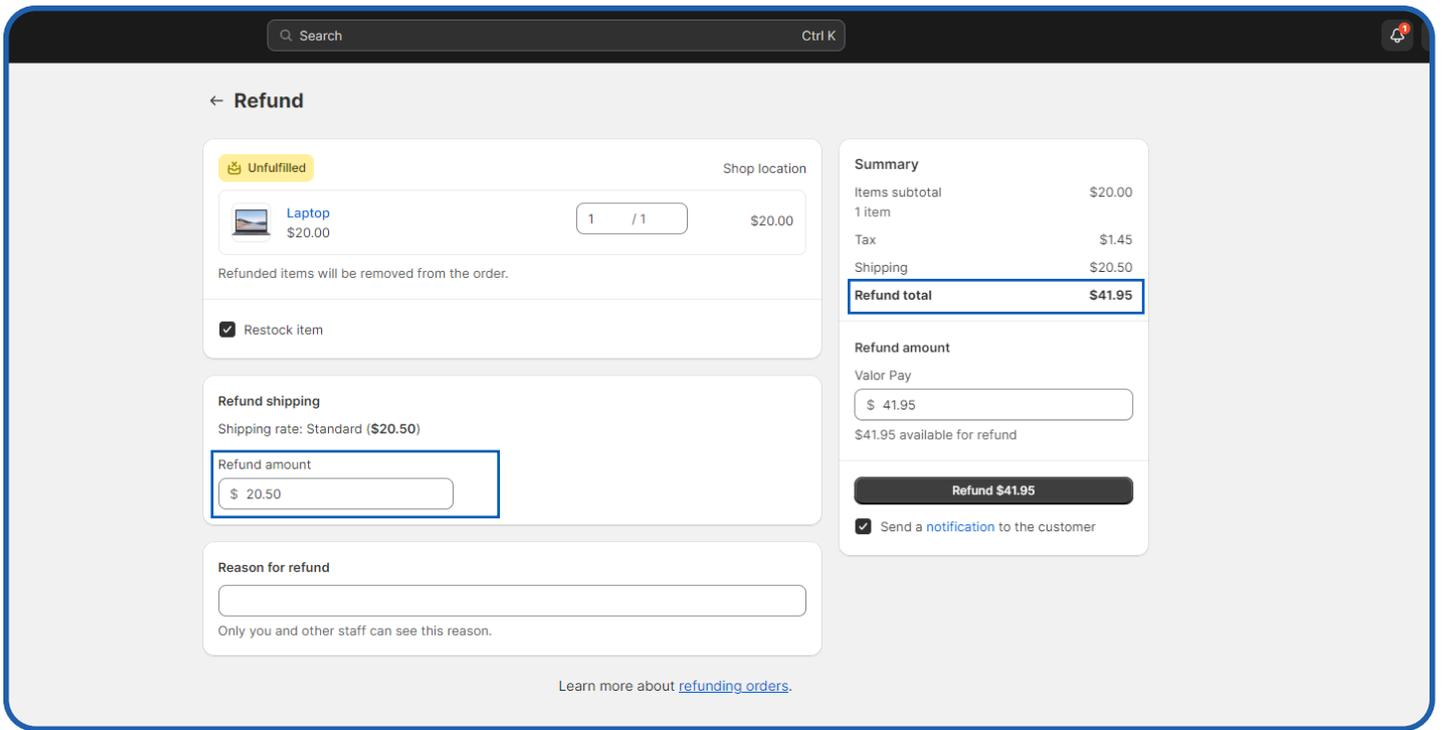 Search Ctrl K
1
Refund
Unfulfilled Shop location
Laptop
$20.00
1 / 1
$20.00
Refunded items will be removed from the order.
Restock item
Refund shipping
Shipping rate: Standard ($20.50)
Refund amount
$ 20.50
Reason for refund
Only you and other staff can see this reason.
Summary
Items subtotal $20.00
1 item
Tax $1.45
Shipping $20.50
Refund total $41.95
Refund amount
Valor Pay
$ 41.95
$41.95 available for refund
Refund $41.95
Send a notification to the customer
Learn more about refunding orders.